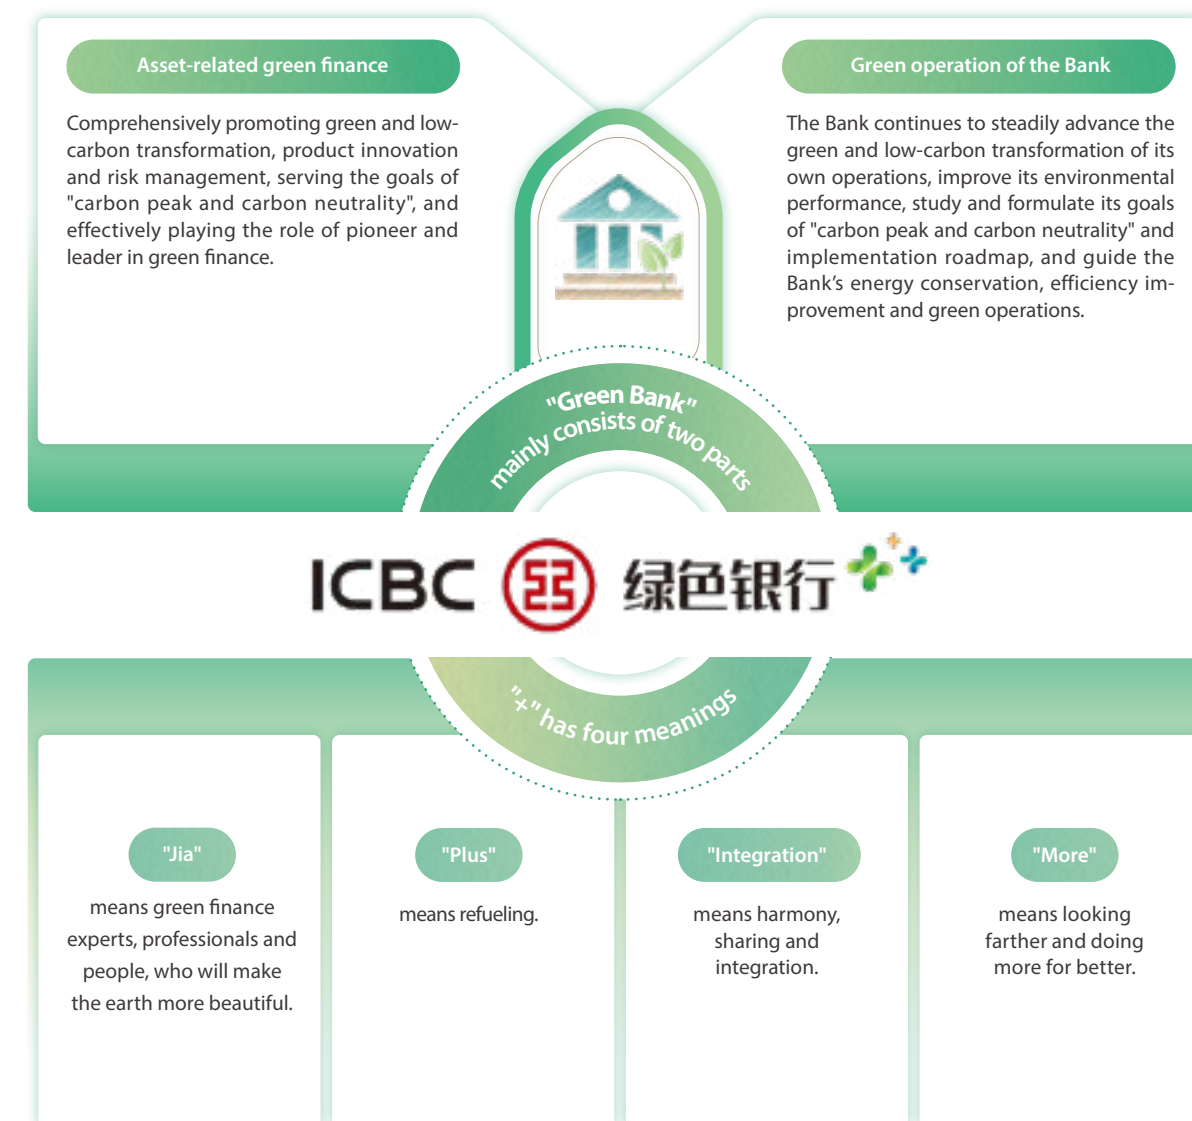 Asset-related green finance
Comprehensively promoting green and low-
carbon transformation, product innovation
and risk management, serving the goals of
"carbon peak and carbon neutrality", and
effectively playing the role of pioneer and
leader in green finance.
Green operation of the Bank
The Bank continues to steadily advance the
green and low-carbon transformation of its
own operations, improve its environmental
performance, study and formulate its goals
of "carbon peak and carbon neutrality" and
implementation roadmap, and guide the
Bank's energy conservation, efficiency im-
provement and green operations.
"Green Bank"
mainly consists of two parts
ICBC 绿色银行
"+" has four meanings
"Jia"
means green finance
experts, professionals and
people, who will make
the earth more beautiful.
"Plus"
means refueling.
"Integration"
means harmony,
sharing and
integration.
"More"
means looking
farther and doing
more for better.